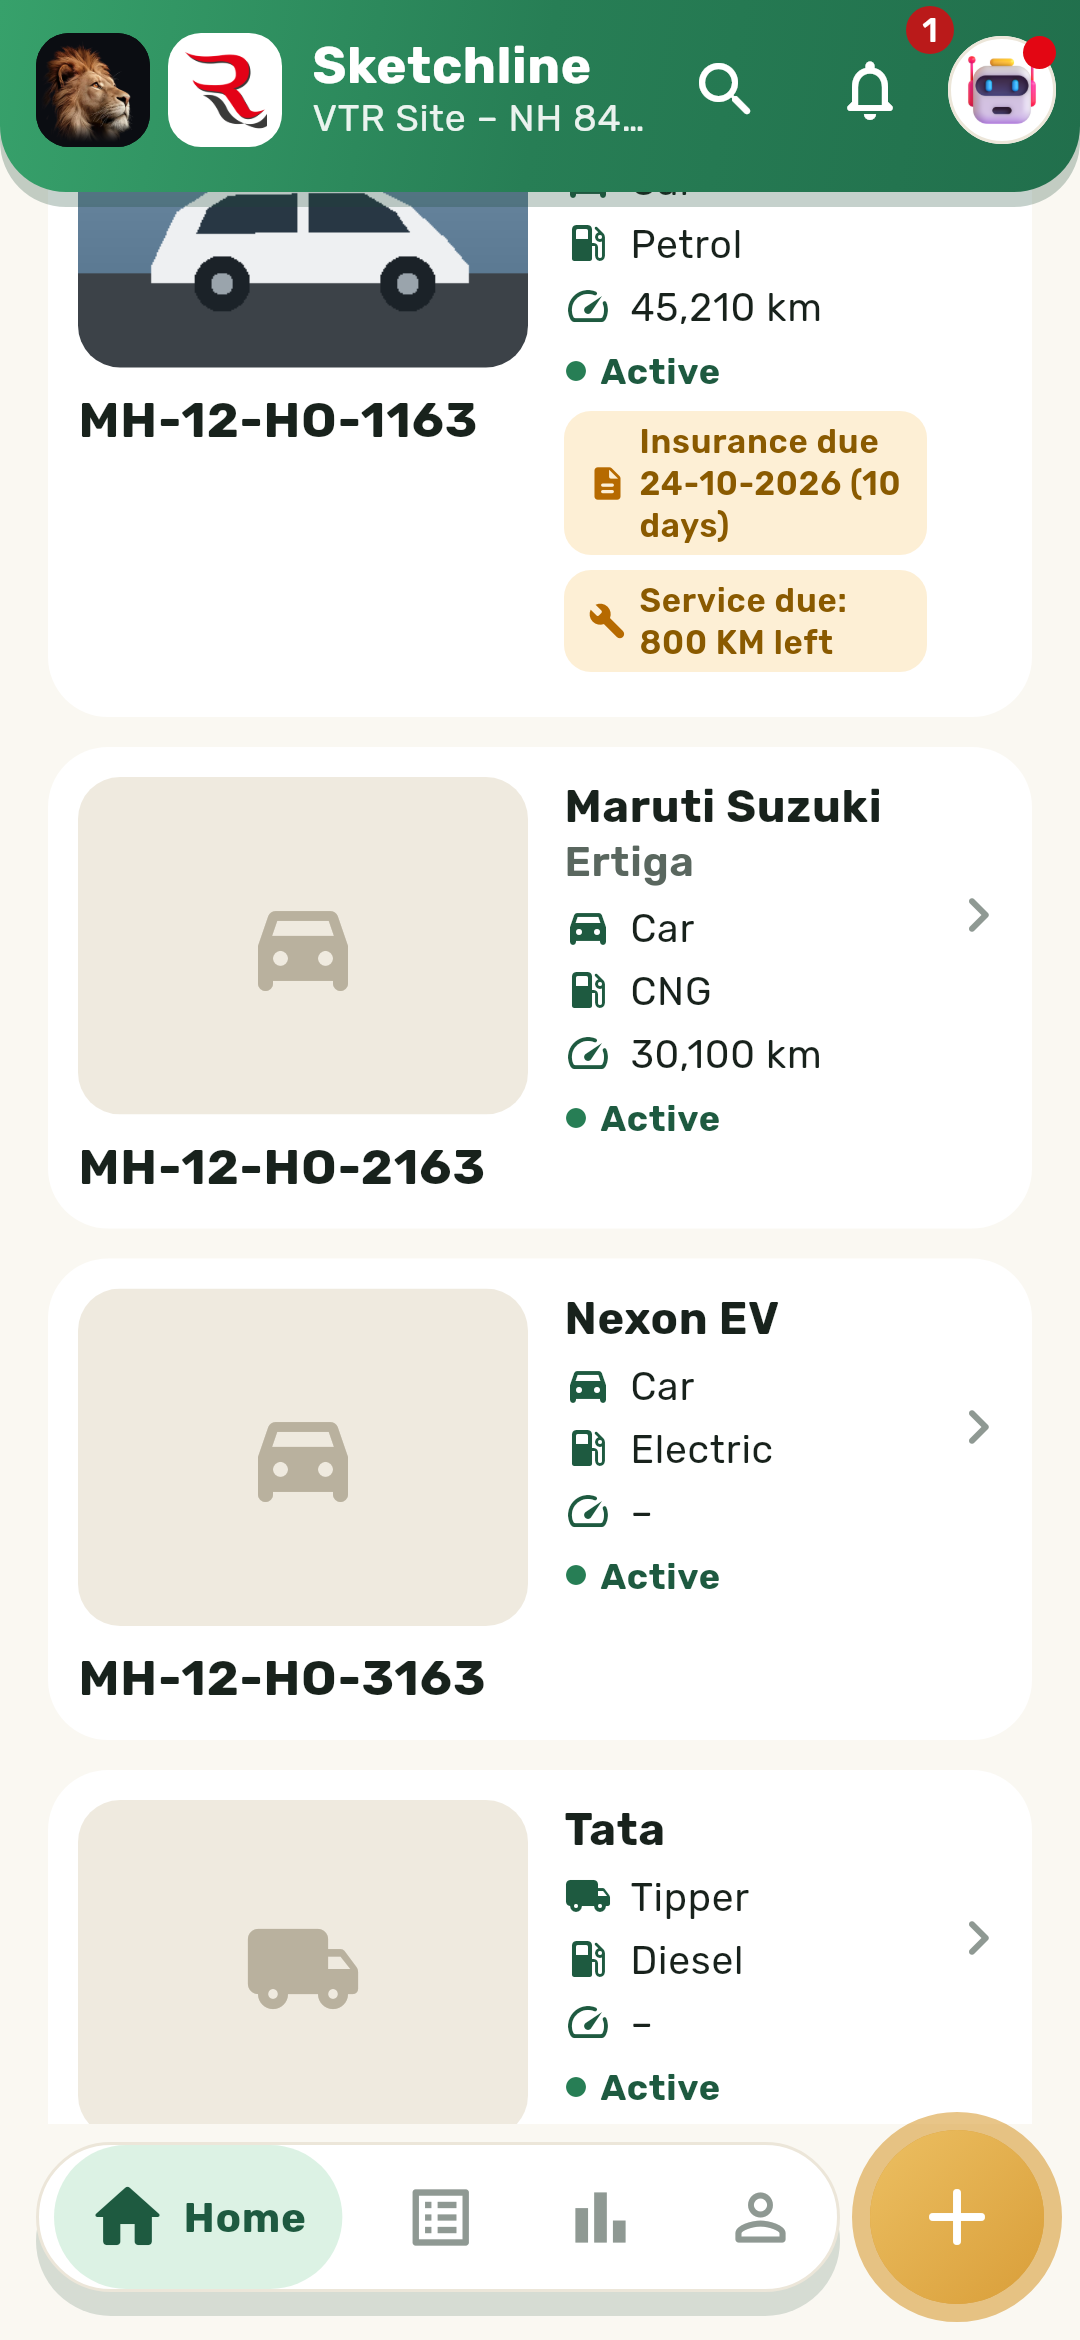 Sketchline
VTR Site – NH 84...
1
Petrol
45,210 km
Active
MH-12-HO-1163
Insurance due
24-10-2026 (10
days)
Service due:
800 KM left
Maruti Suzuki
Ertiga
Car
CNG
30,100 km
Active
MH-12-HO-2163
Nexon EV
Car
Electric
–
Active
MH-12-HO-3163
Tata
Tipper
Diesel
–
Active
Home